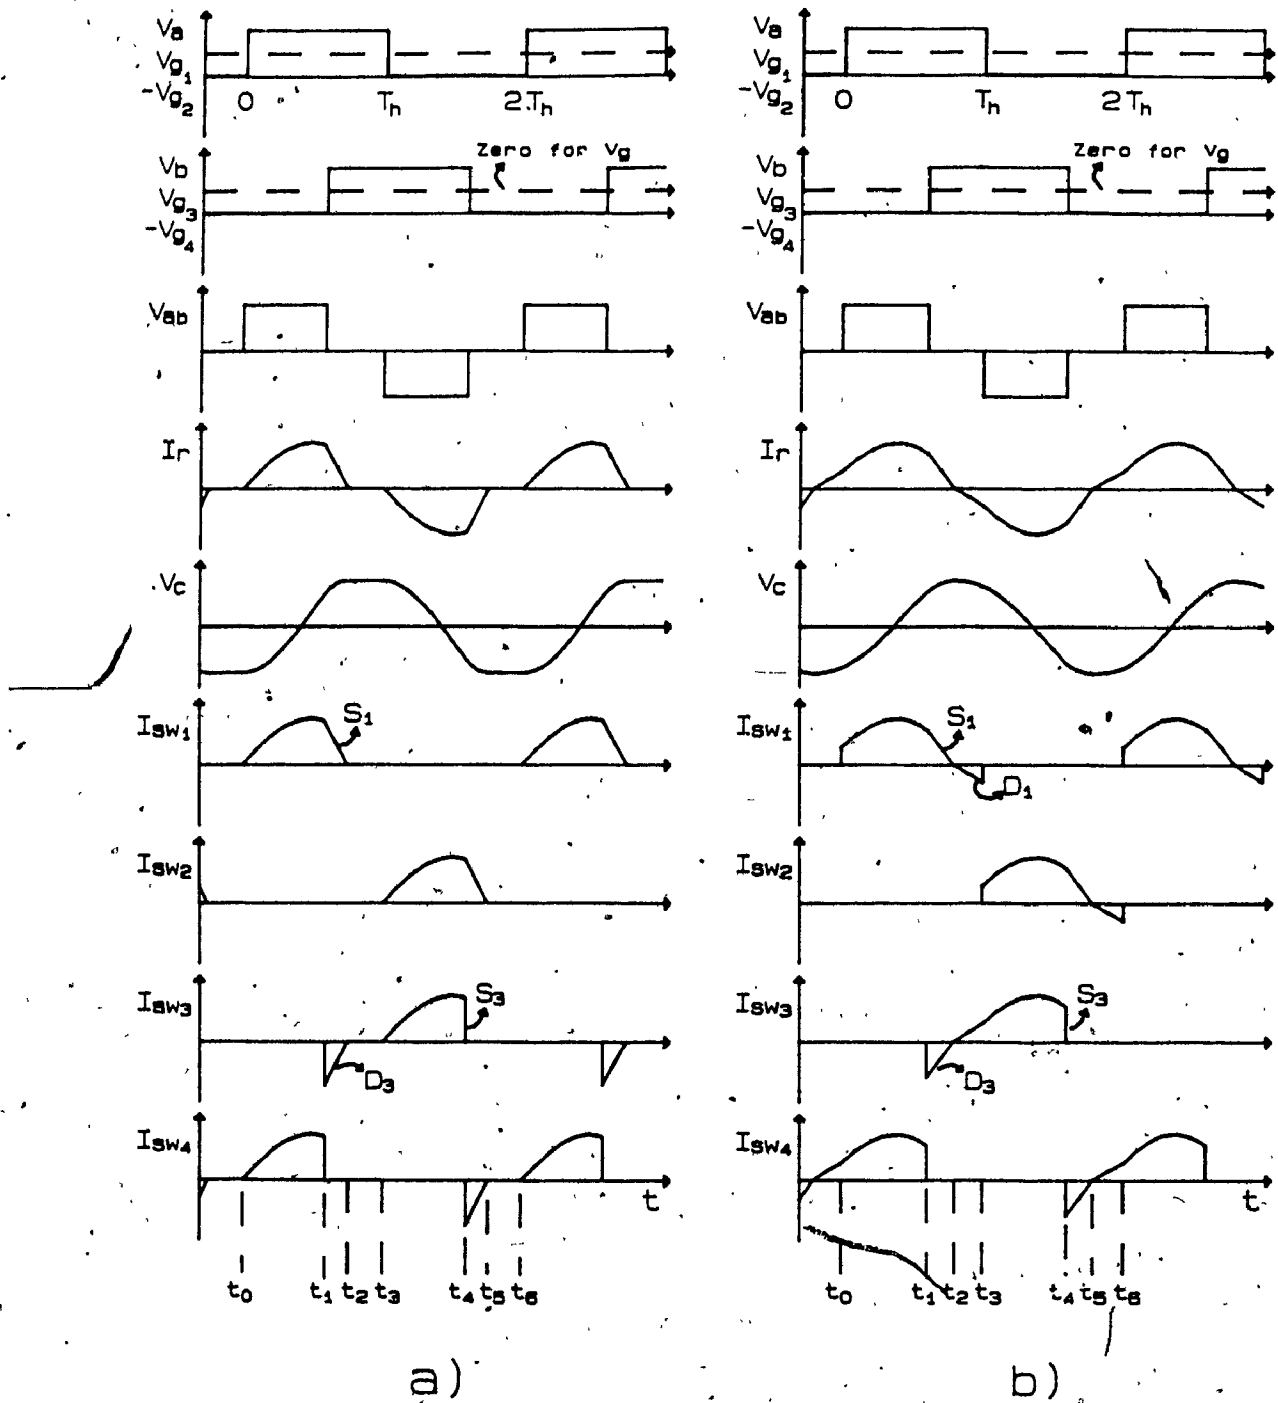 Va
Vg1
-Vg2
0 Th 2.Th
Vb
Vg3
-Vg4
Zero for Vg
Vab
Ir
Vc
Isw1
S1
Isw2
Isw3
S3
D3
Isw4
t
t0 t1 t2 t3 t4 t5 t6
a)
Va
Vg1
-Vg2
0 Th 2Th
Vb
Vg3
-Vg4
Zero for Vg
Vab
Ir
Vc
Isw1
S1
D1
Isw2
Isw3
S3
D3
Isw4
t
t0 t1 t2 t3 t4 t5 t6
b)